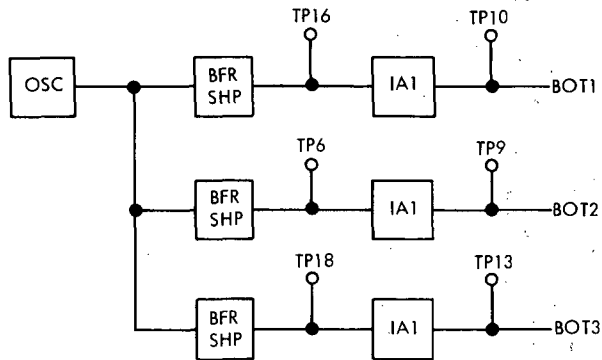 TP16
TP10
OSC
BFR
SHP
IA1
BOT1
TP6
TP9
BFR
SHP
IA1
BOT2
TP18
TP13
BFR
SHP
IA1
BOT3